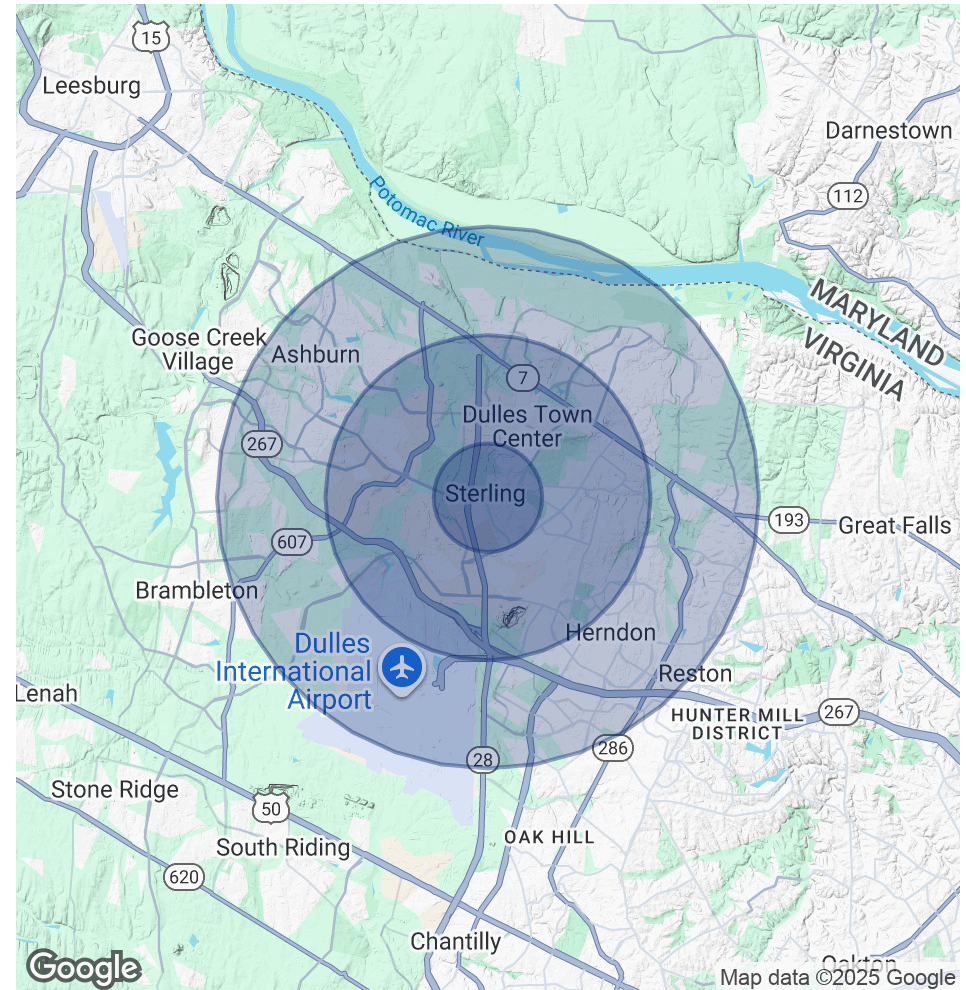 15
Leesburg
Darnestown
112
Potomac River
MARYLAND
VIRGINIA
Goose Creek
Village
Ashburn
7
Dulles Town
Center
267
Sterling
193
Great Falls
607
Brambleton
Herndon
Dulles
International
Airport
Reston
Lenah
HUNTER MILL
DISTRICT
267
286
28
Stone Ridge
50
OAK HILL
South Riding
620
Chantilly
Oakton
Google
Map data ©2025 Google